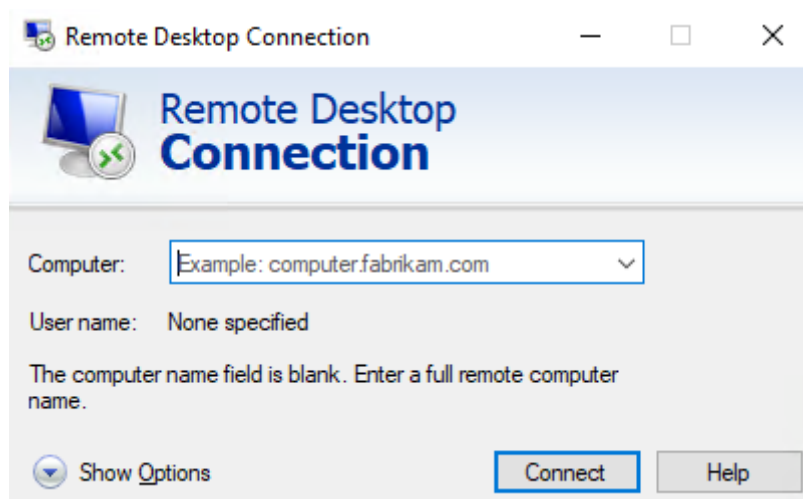 Remote Desktop Connection
Remote Desktop
Connection
Computer: Example: computer.fabrikam.com
User name: None specified
The computer name field is blank. Enter a full remote computer
name.
Show Options Connect Help